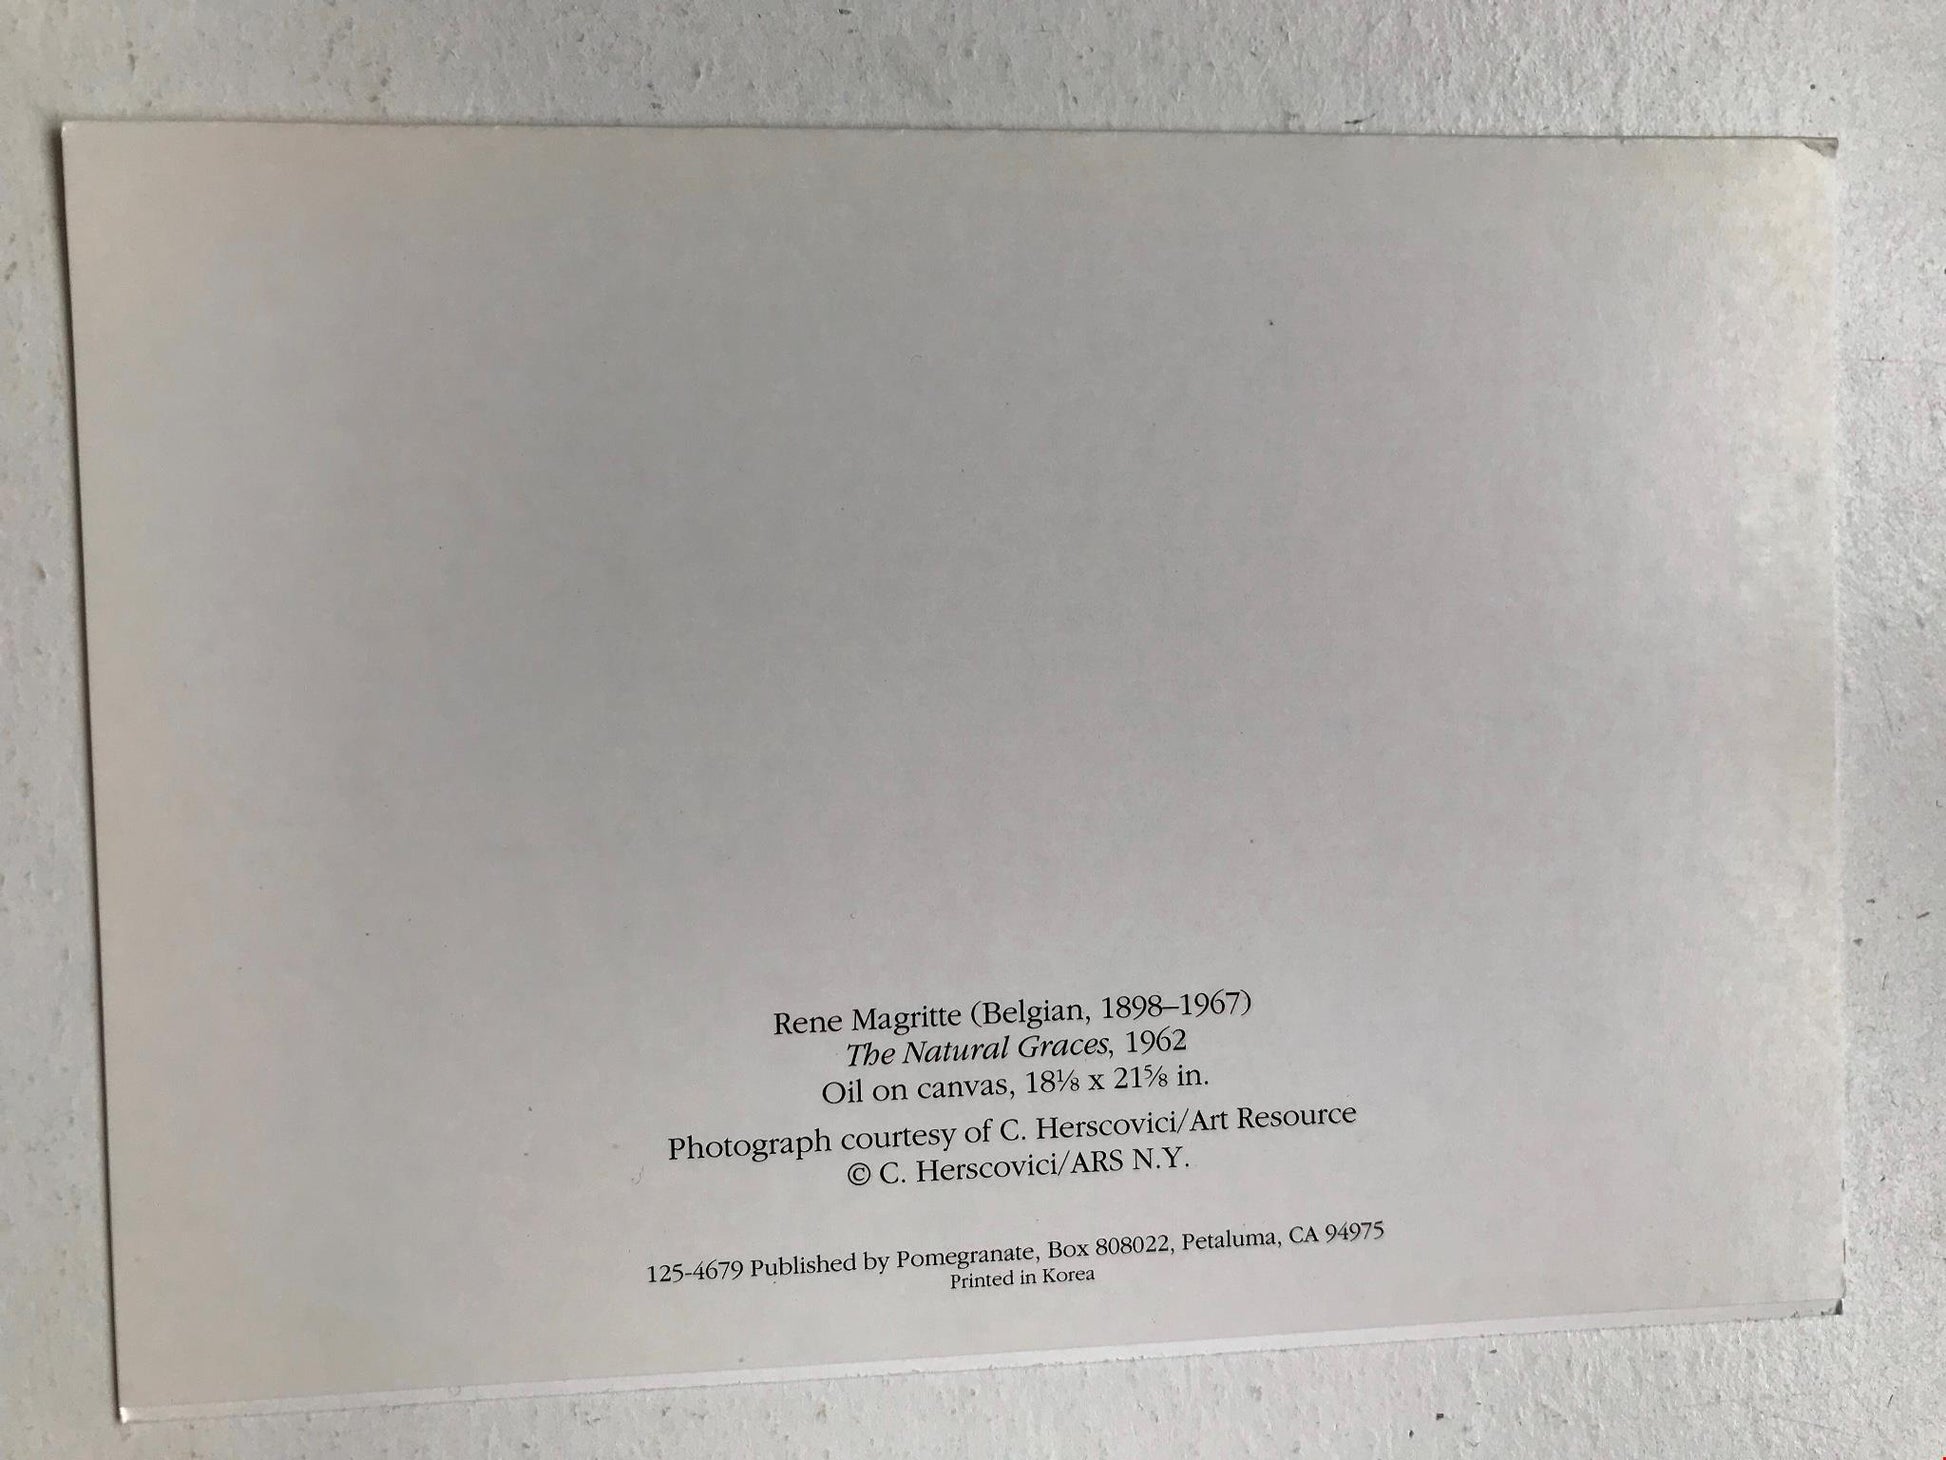 Rene Magritte (Belgian, 1898–1967)
The Natural Graces, 1962
Oil on canvas, 18⅛ x 21⅝ in.
Photograph courtesy of C. Herscovici/Art Resource
© C. Herscovici/ARS N.Y.
125-4679 Published by Pomegranate, Box 808022, Petaluma, CA 94975
Printed in Korea